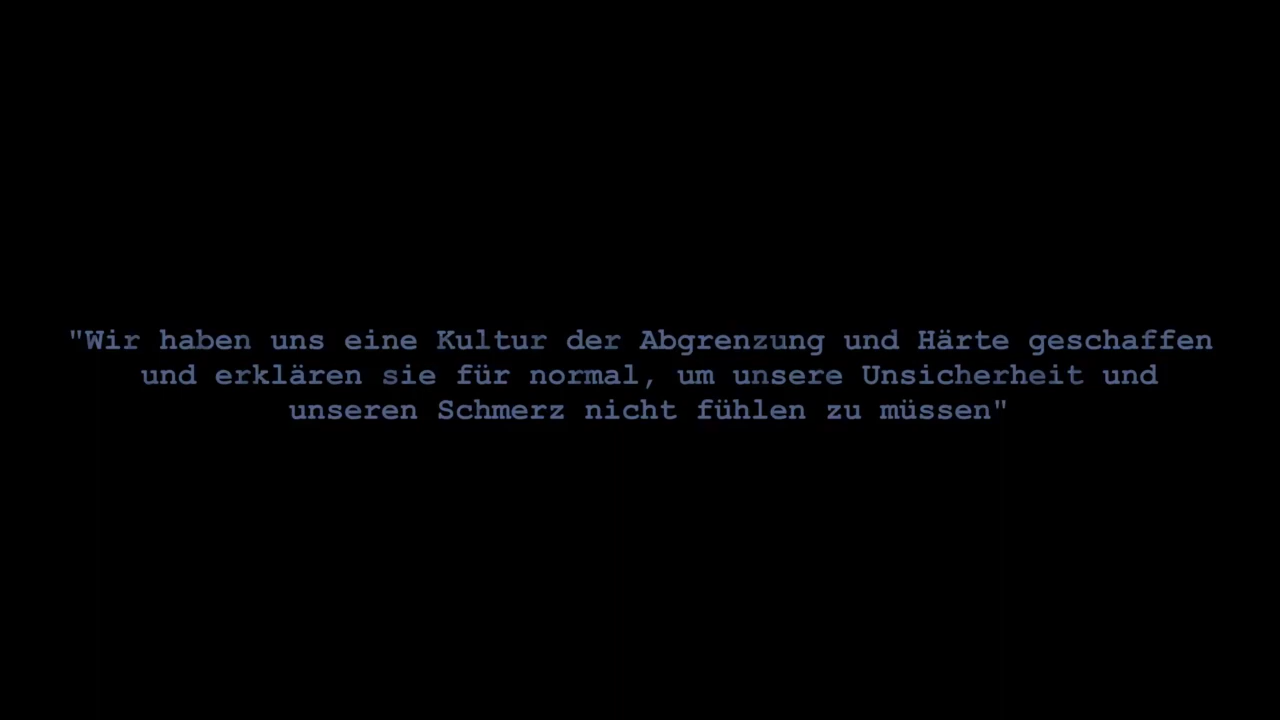 "Wir haben uns eine Kultur der Abgrenzung und Härte geschaffen
und erklären sie für normal, um unsere Unsicherheit und
unseren Schmerz nicht fühlen zu müssen"